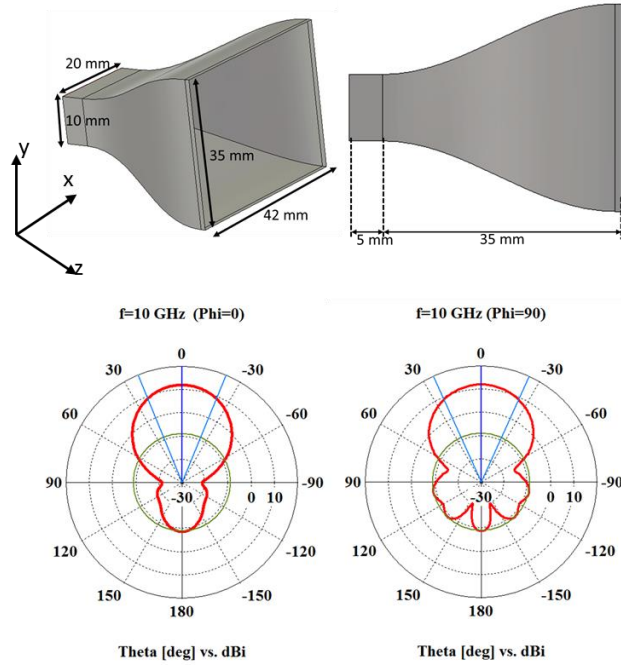 20 mm
10 mm
35 mm
42 mm
y
x
z
5 mm
35 mm
f=10 GHz (Phi=0)
f=10 GHz (Phi=90)
0
30
-30
60
-60
90
-30
0
10
-90
120
-120
150
-150
180
Theta [deg] vs. dBi
0
30
-30
60
-60
90
-30
0
10
-90
120
-120
150
-150
180
Theta [deg] vs. dBi